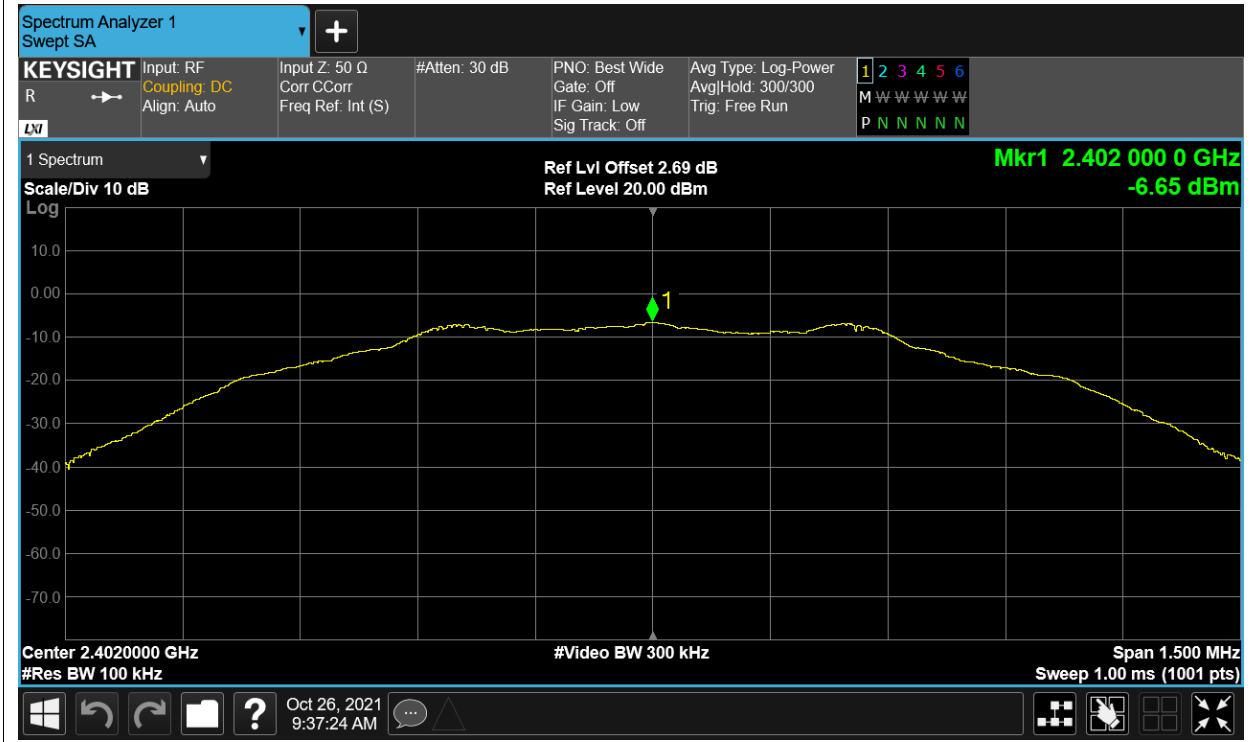 Spectrum Analyzer 1
Swept SA
KEYSIGHT
R
LXI
Input: RF
Coupling: DC
Align: Auto
Input Z: 50 Ω
Corr CCorr
Freq Ref: Int (S)
#Atten: 30 dB
PNO: Best Wide
Gate: Off
IF Gain: Low
Sig Track: Off
Avg Type: Log-Power
Avg|Hold: 300/300
Trig: Free Run
1 2 3 4 5 6
M W W W W W W
P N N N N N N
1 Spectrum
Scale/Div 10 dB
Log
Ref Lvl Offset 2.69 dB
Ref Level 20.00 dBm
Mkr1 2.402 000 0 GHz
-6.65 dBm
10.0
0.00
-10.0
-20.0
-30.0
-40.0
-50.0
-60.0
-70.0
1
Center 2.4020000 GHz
#Res BW 100 kHz
#Video BW 300 kHz
Span 1.500 MHz
Sweep 1.00 ms (1001 pts)
?
Oct 26, 2021
9:37:24 AM